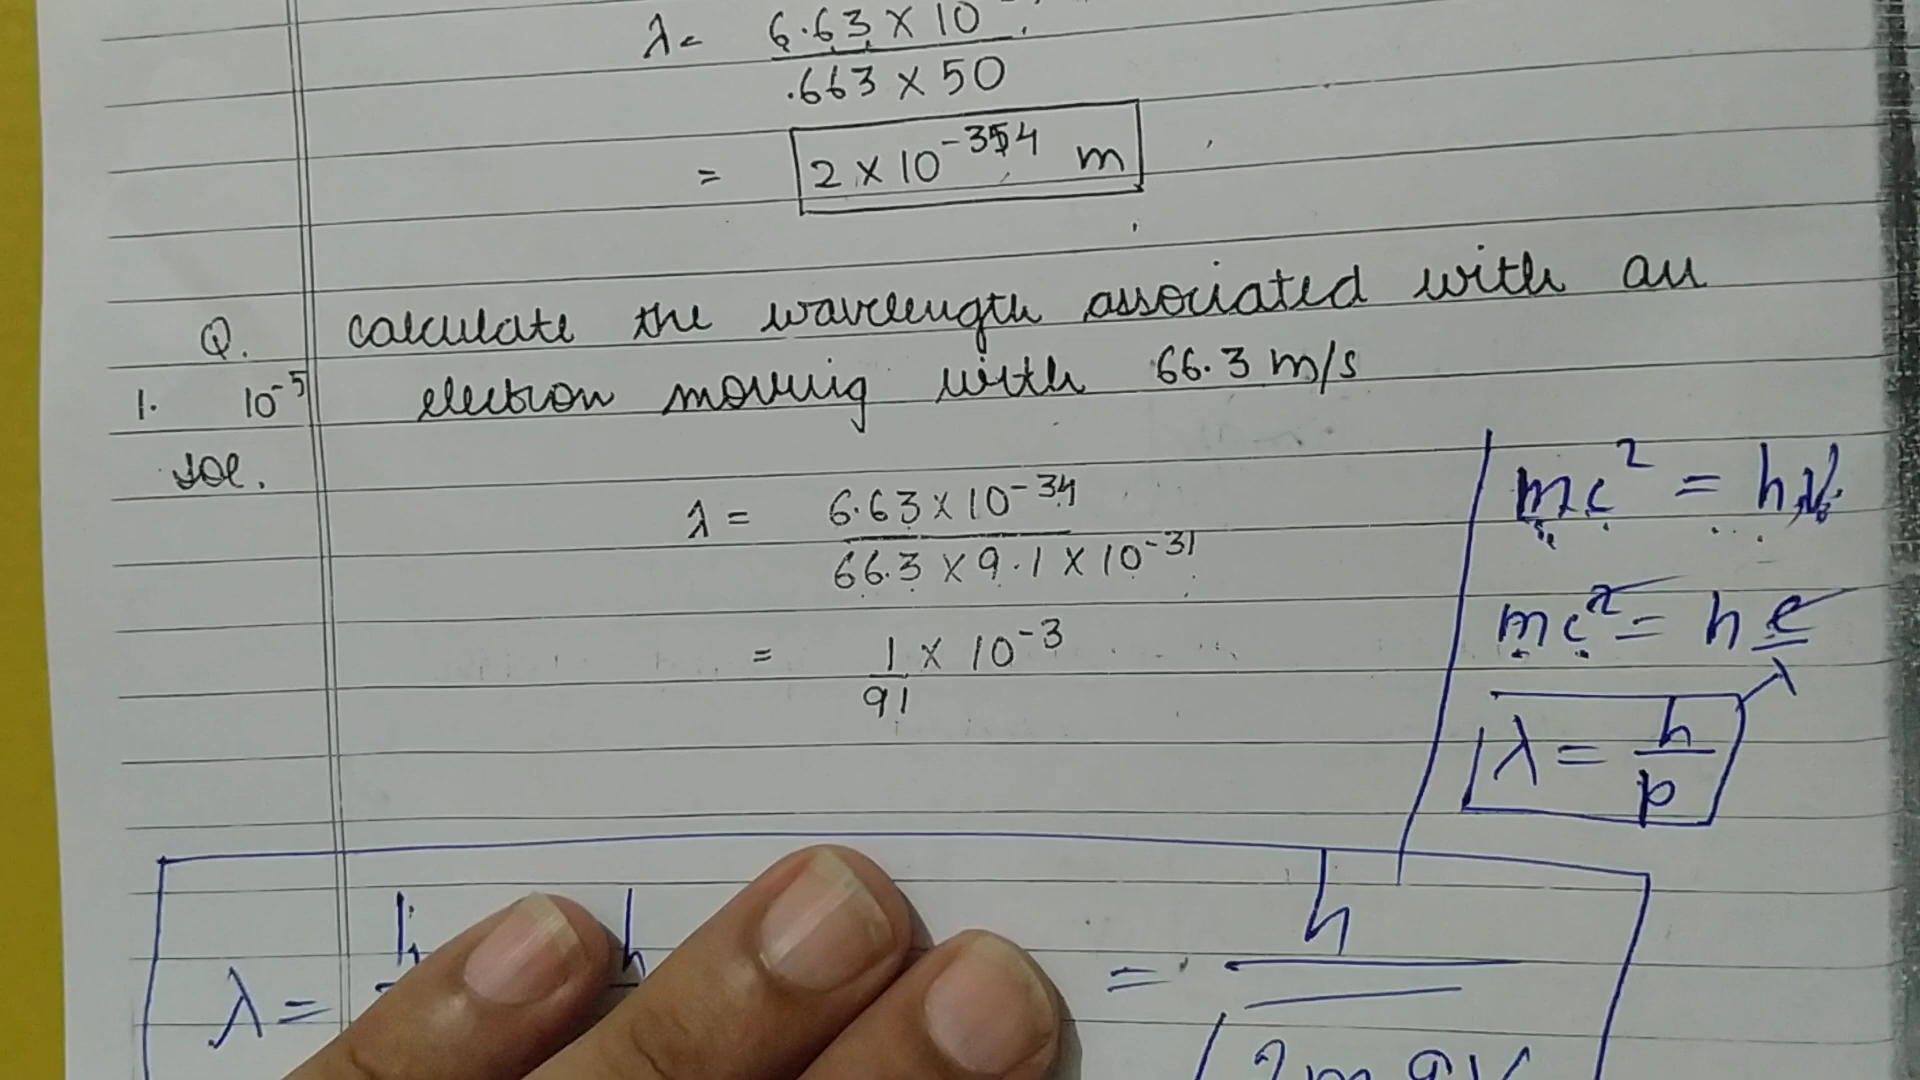 λ = 6.63 × 10
.663 × 50
= 2 × 10⁻³⁴ m
Q. calculate the wavelength associated with an
1. 10⁻⁵ electron moving with 66.3 m/s
sol.
λ = 6.63 × 10⁻³⁴
66.3 × 9.1 × 10⁻³¹
= 1 × 10⁻³
91
mc² = hν
mc² = h c
λ
λ = h
p
λ = h h = h
2mqV